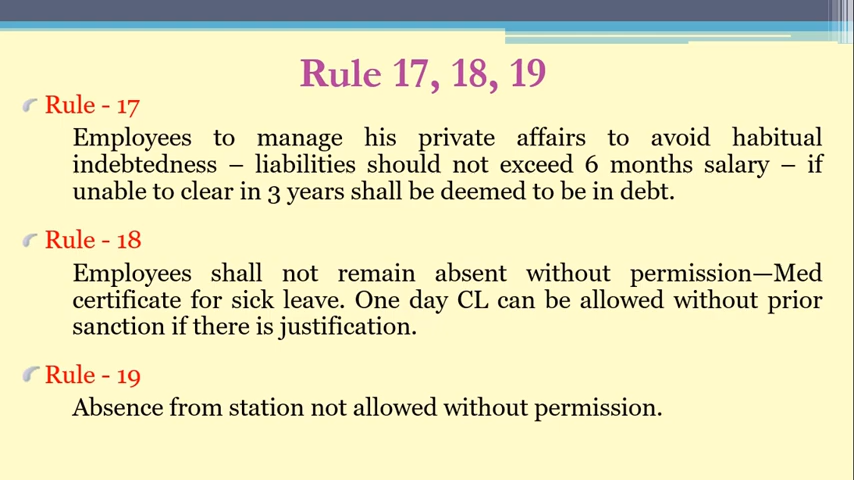 Rule 17, 18, 19
Rule - 17
Employees to manage his private affairs to avoid habitual
indebtedness – liabilities should not exceed 6 months salary – if
unable to clear in 3 years shall be deemed to be in debt.
Rule - 18
Employees shall not remain absent without permission—Med
certificate for sick leave. One day CL can be allowed without prior
sanction if there is justification.
Rule - 19
Absence from station not allowed without permission.